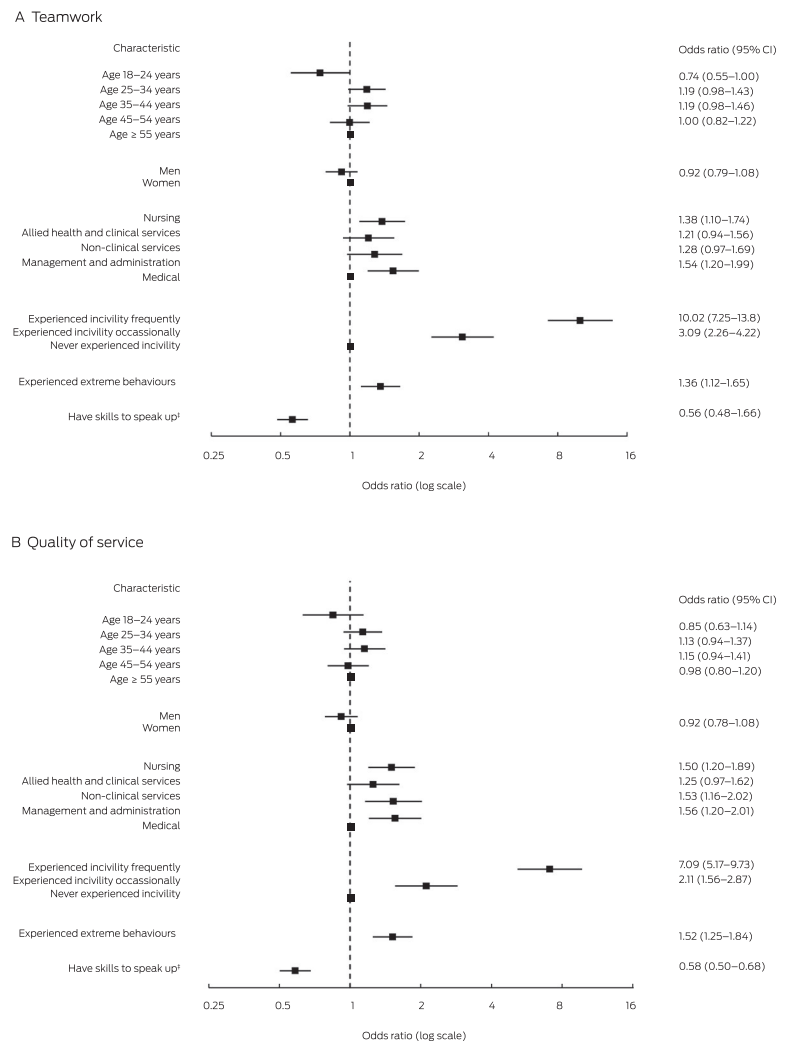 A Teamwork
Characteristic
Odds ratio (95% CI)
Age 18–24 years
0.74 (0.55–1.00)
Age 25–34 years
1.19 (0.98–1.43)
Age 35–44 years
1.19 (0.98–1.46)
Age 45–54 years
1.00 (0.82–1.22)
Age ≥ 55 years
Men
0.92 (0.79–1.08)
Women
Nursing
1.38 (1.10–1.74)
Allied health and clinical services
1.21 (0.94–1.56)
Non-clinical services
1.28 (0.97–1.69)
Management and administration
1.54 (1.20–1.99)
Medical
Experienced incivility frequently
10.02 (7.25–13.8)
Experienced incivility occassionally
3.09 (2.26–4.22)
Never experienced incivility
Experienced extreme behaviours
1.36 (1.12–1.65)
Have skills to speak up‡
0.56 (0.48–1.66)
0.25 0.5 1 2 4 8 16
Odds ratio (log scale)
B Quality of service
Characteristic
Odds ratio (95% CI)
Age 18–24 years
0.85 (0.63–1.14)
Age 25–34 years
1.13 (0.94–1.37)
Age 35–44 years
1.15 (0.94–1.41)
Age 45–54 years
0.98 (0.80–1.20)
Age ≥ 55 years
Men
0.92 (0.78–1.08)
Women
Nursing
1.50 (1.20–1.89)
Allied health and clinical services
1.25 (0.97–1.62)
Non-clinical services
1.53 (1.16–2.02)
Management and administration
1.56 (1.20–2.01)
Medical
Experienced incivility frequently
7.09 (5.17–9.73)
Experienced incivility occassionally
2.11 (1.56–2.87)
Never experienced incivility
Experienced extreme behaviours
1.52 (1.25–1.84)
Have skills to speak up‡
0.58 (0.50–0.68)
0.25 0.5 1 2 4 8 16
Odds ratio (log scale)